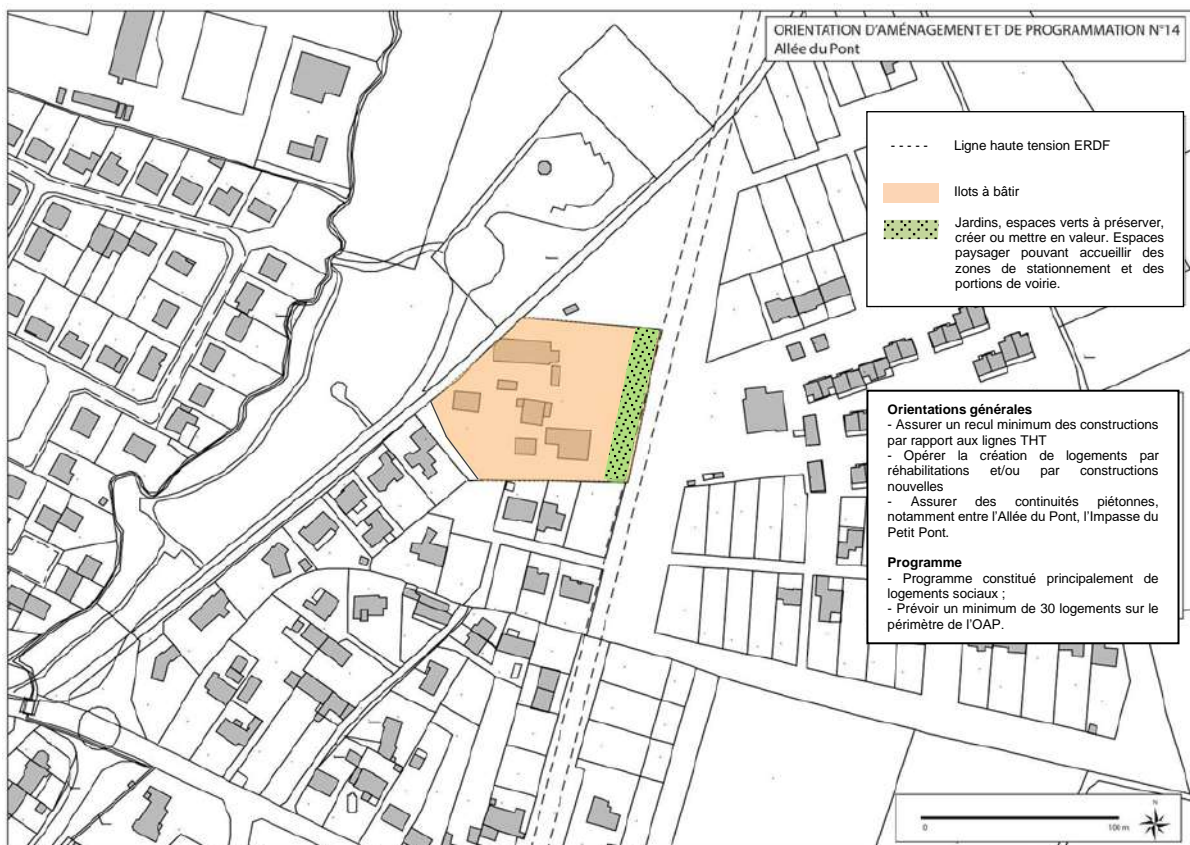 ORIENTATION D'AMÉNAGEMENT ET DE PROGRAMMATION N°14
Allée du Pont
Ligne haute tension ERDF
Ilots à bâtir
Jardins, espaces verts à préserver,
créer ou mettre en valeur. Espaces
paysager pouvant accueillir des
zones de stationnement et des
portions de voirie.
Orientations générales
- Assurer un recul minimum des constructions
par rapport aux lignes THT
- Opérer la création de logements par
réhabilitations et/ou par constructions
nouvelles
- Assurer des continuités piétonnes,
notamment entre l'Allée du Pont, l'Impasse du
Petit Pont.
Programme
- Programme constitué principalement de
logements sociaux ;
- Prévoir un minimum de 30 logements sur le
périmètre de l'OAP.
N
0 100 m